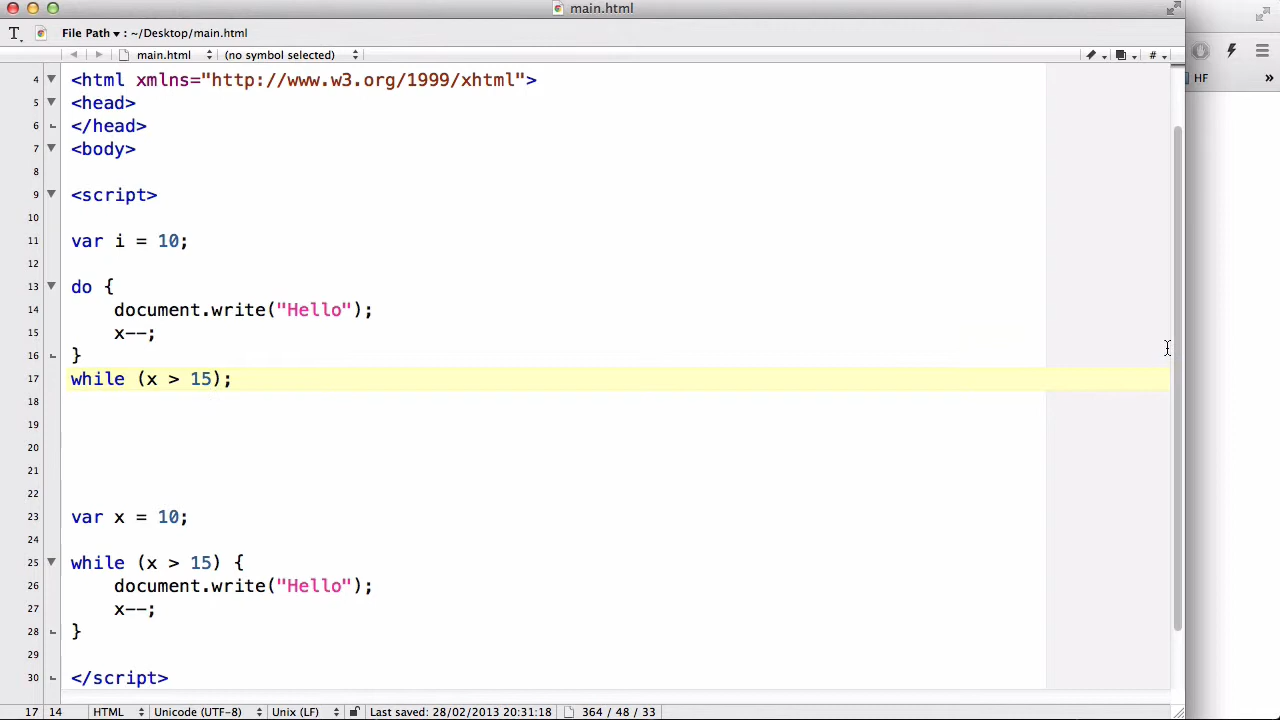 main.html
File Path : ~/Desktop/main.html
main.html (no symbol selected) #
HF »
4 <html xmlns="http://www.w3.org/1999/xhtml">
5 <head>
6 </head>
7 <body>
8
9 <script>
10
11 var i = 10;
12
13 do {
14 document.write("Hello");
15 x--;
16 }
17 while (x > 15);
18
19
20
21
22
23 var x = 10;
24
25 while (x > 15) {
26 document.write("Hello");
27 x--;
28 }
29
30 </script>
17 14 HTML Unicode (UTF-8) Unix (LF) Last saved: 28/02/2013 20:31:18 364 / 48 / 33